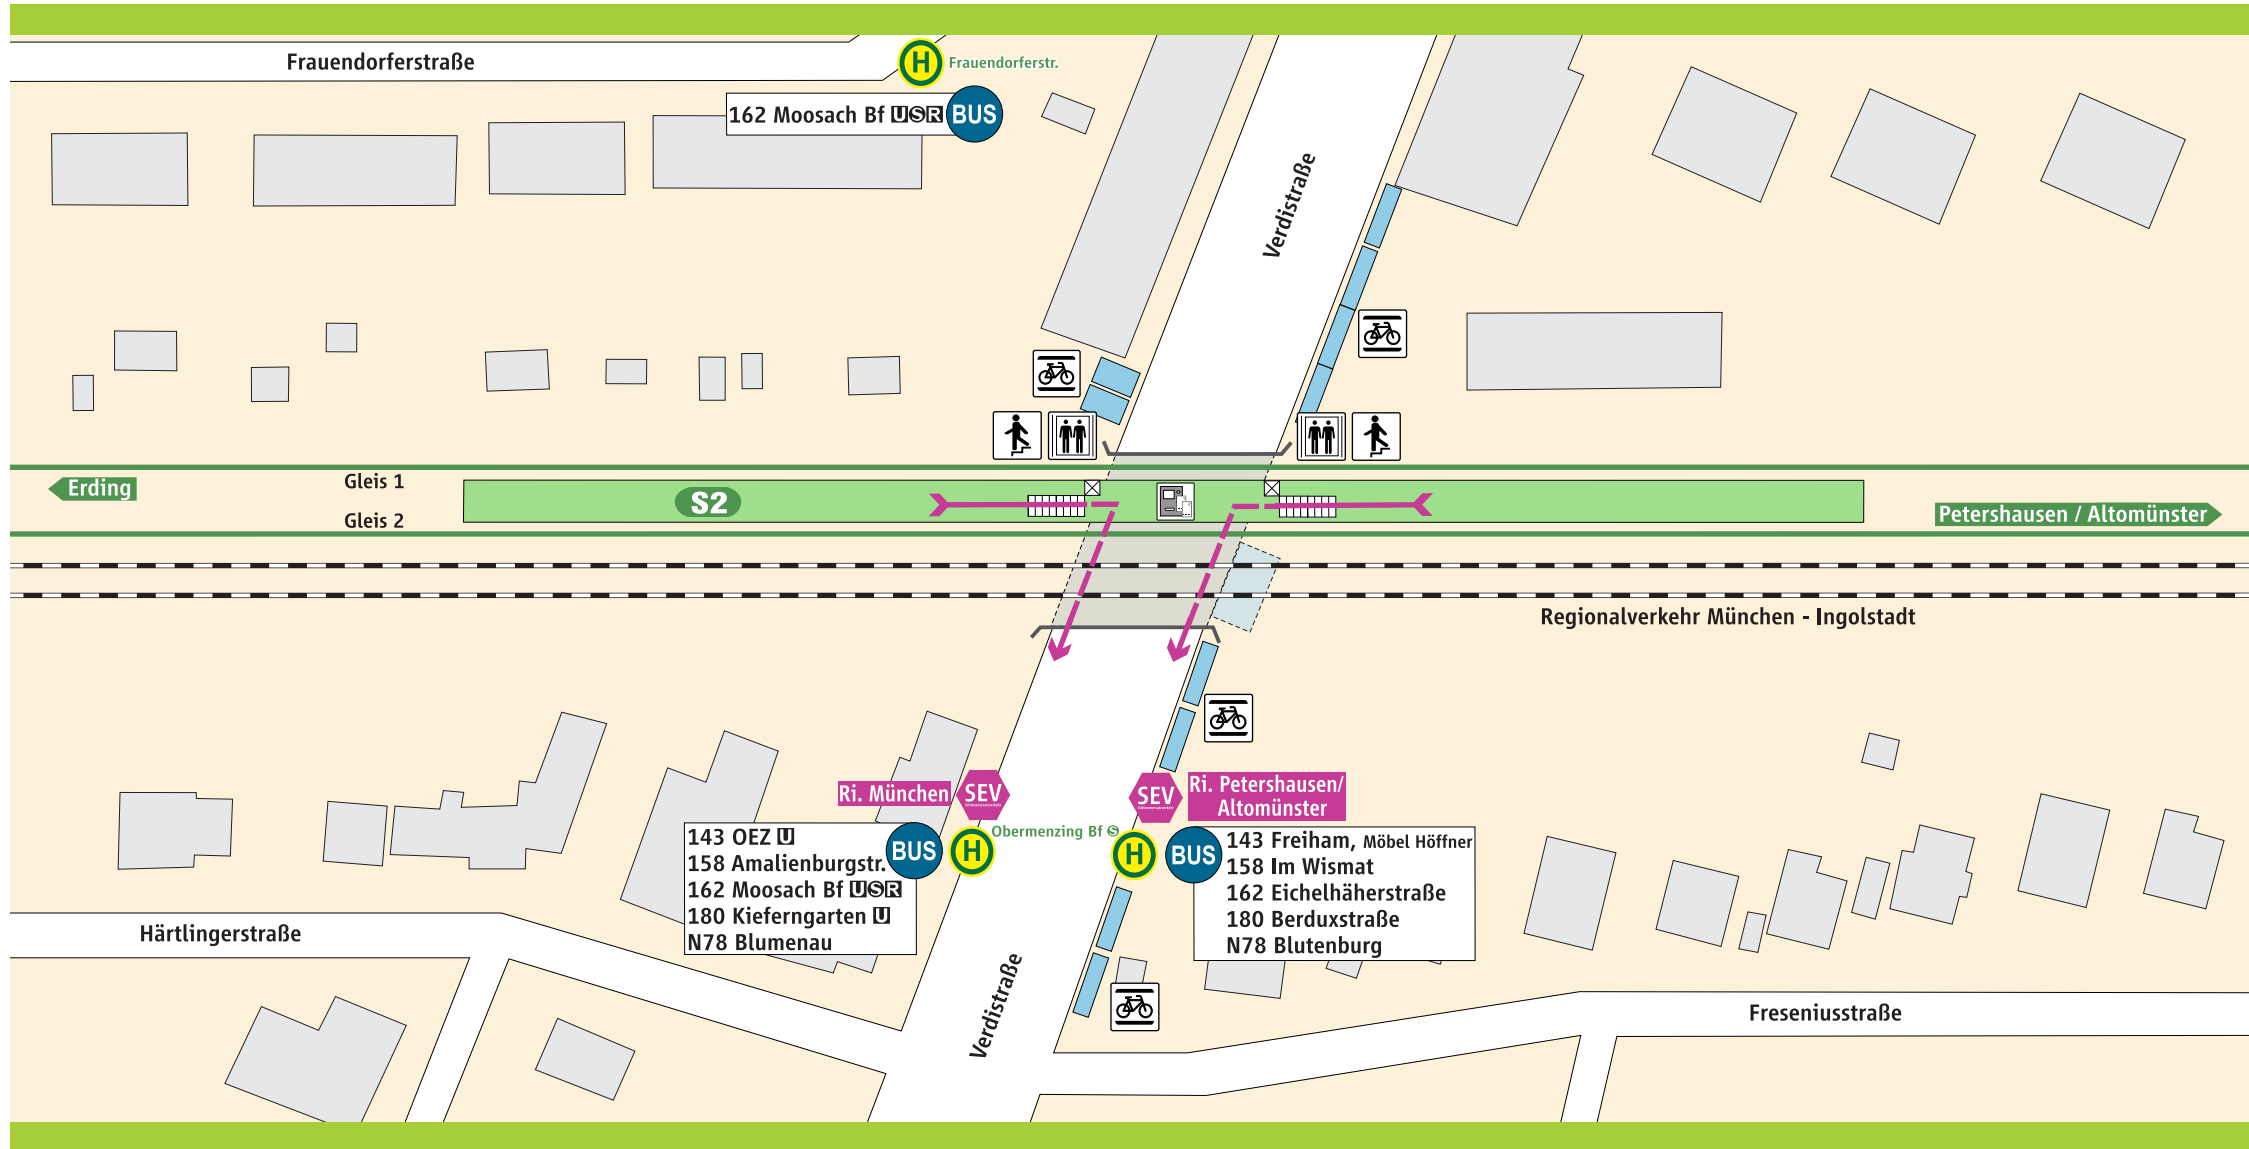 Frauendorferstraße
H
Frauendorferstr.
162 Moosach Bf U S R
BUS
Verdistraße
Erding
Gleis 1
Gleis 2
S2
Petershausen / Altomünster
Regionalverkehr München - Ingolstadt
Ri. München
SEV
SEV
Ri. Petershausen/
Altomünster
Obermenzing Bf S
143 OEZ U
158 Amalienburgstr.
162 Moosach Bf U S R
180 Kieferngarten U
N78 Blumenau
BUS
H
H
BUS
143 Freiham, Möbel Höffner
158 Im Wismat
162 Eichelhäherstraße
180 Berduxstraße
N78 Blutenburg
Härtlingerstraße
Verdistraße
Freseniusstraße